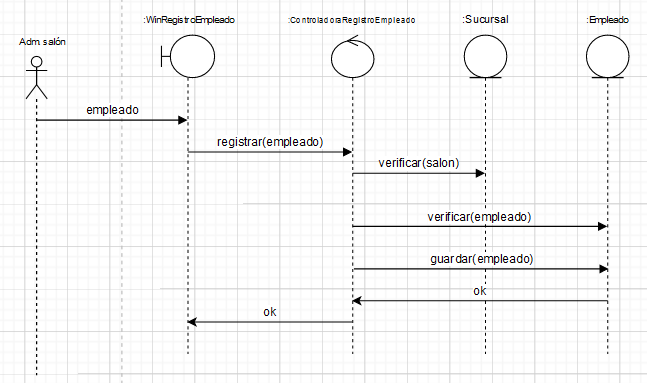 :WinRegistroEmpleado
:ControladoraRegistroEmpleado
:Sucursal
:Empleado
Adm. salón
empleado
registrar(empleado)
verificar(salon)
verificar(empleado)
guardar(empleado)
ok
ok